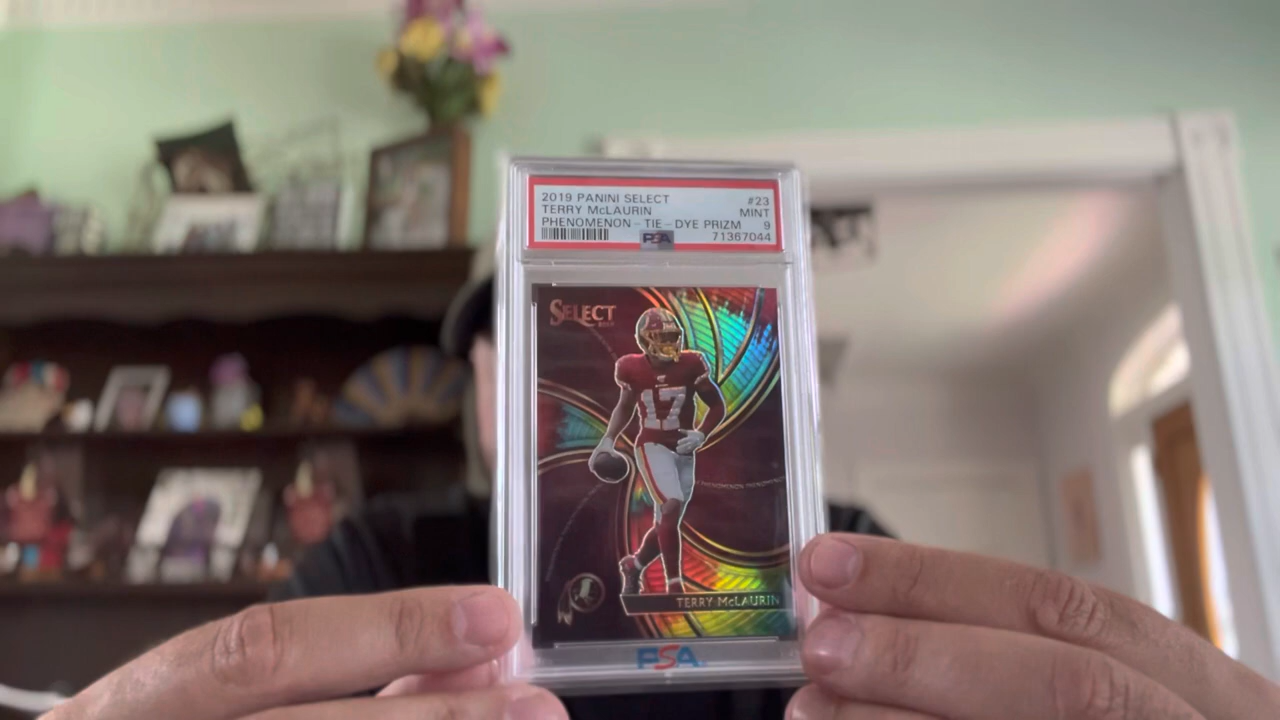 2019 PANINI SELECT #23
TERRY McLAURIN MINT
PHENOMENON - TIE - DYE PRIZM 9
PSA 71367044
SELECT
2019
17
TERRY McLAURIN
PSA